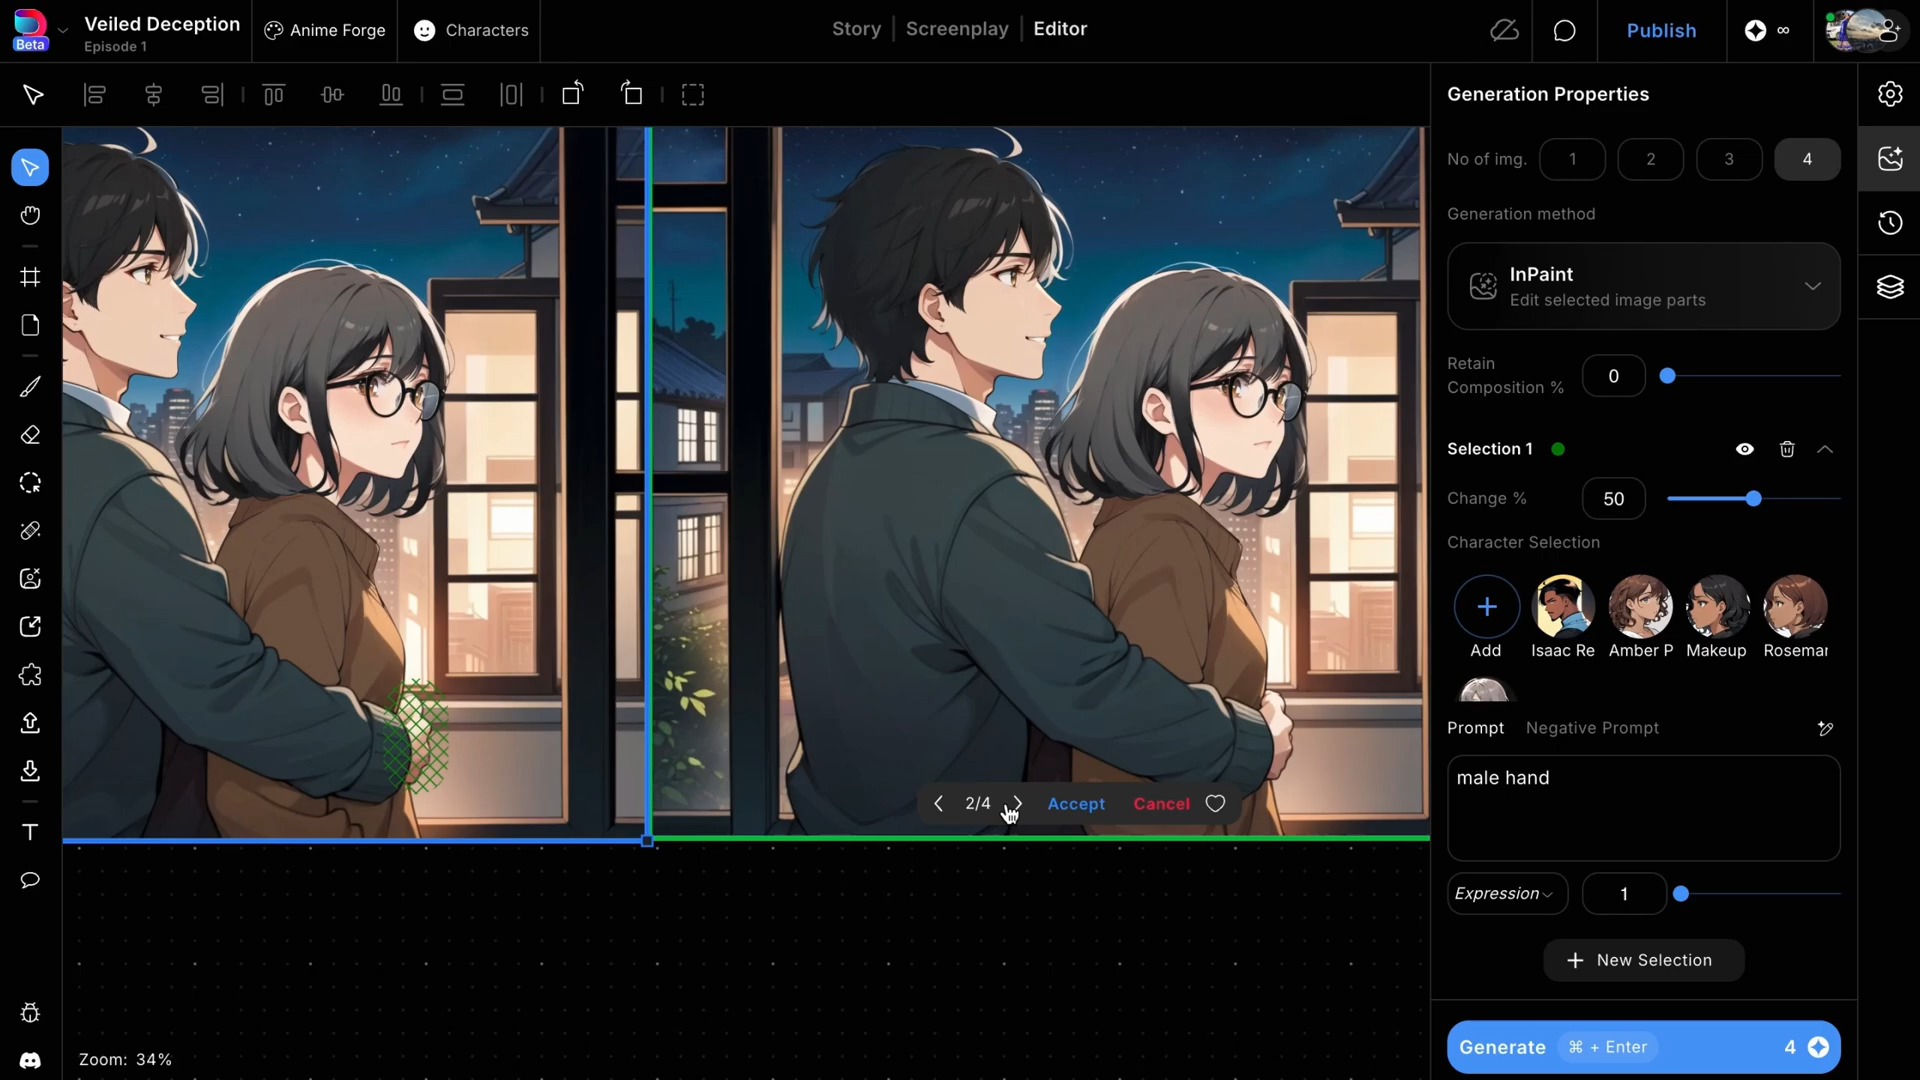 Beta
Veiled Deception
Episode 1
Anime Forge
Characters
Story
Screenplay
Editor
Publish
∞
Generation Properties
No of img.
1
2
3
4
Generation method
InPaint
Edit selected image parts
Retain
Composition %
0
Selection 1
Change %
50
Character Selection
Add
Isaac Re
Amber P
Makeup
Rosemar
Prompt
Negative Prompt
male hand
Expression
1
+ New Selection
Generate
⌘ + Enter
4
2/4
Accept
Cancel
T
Zoom: 34%